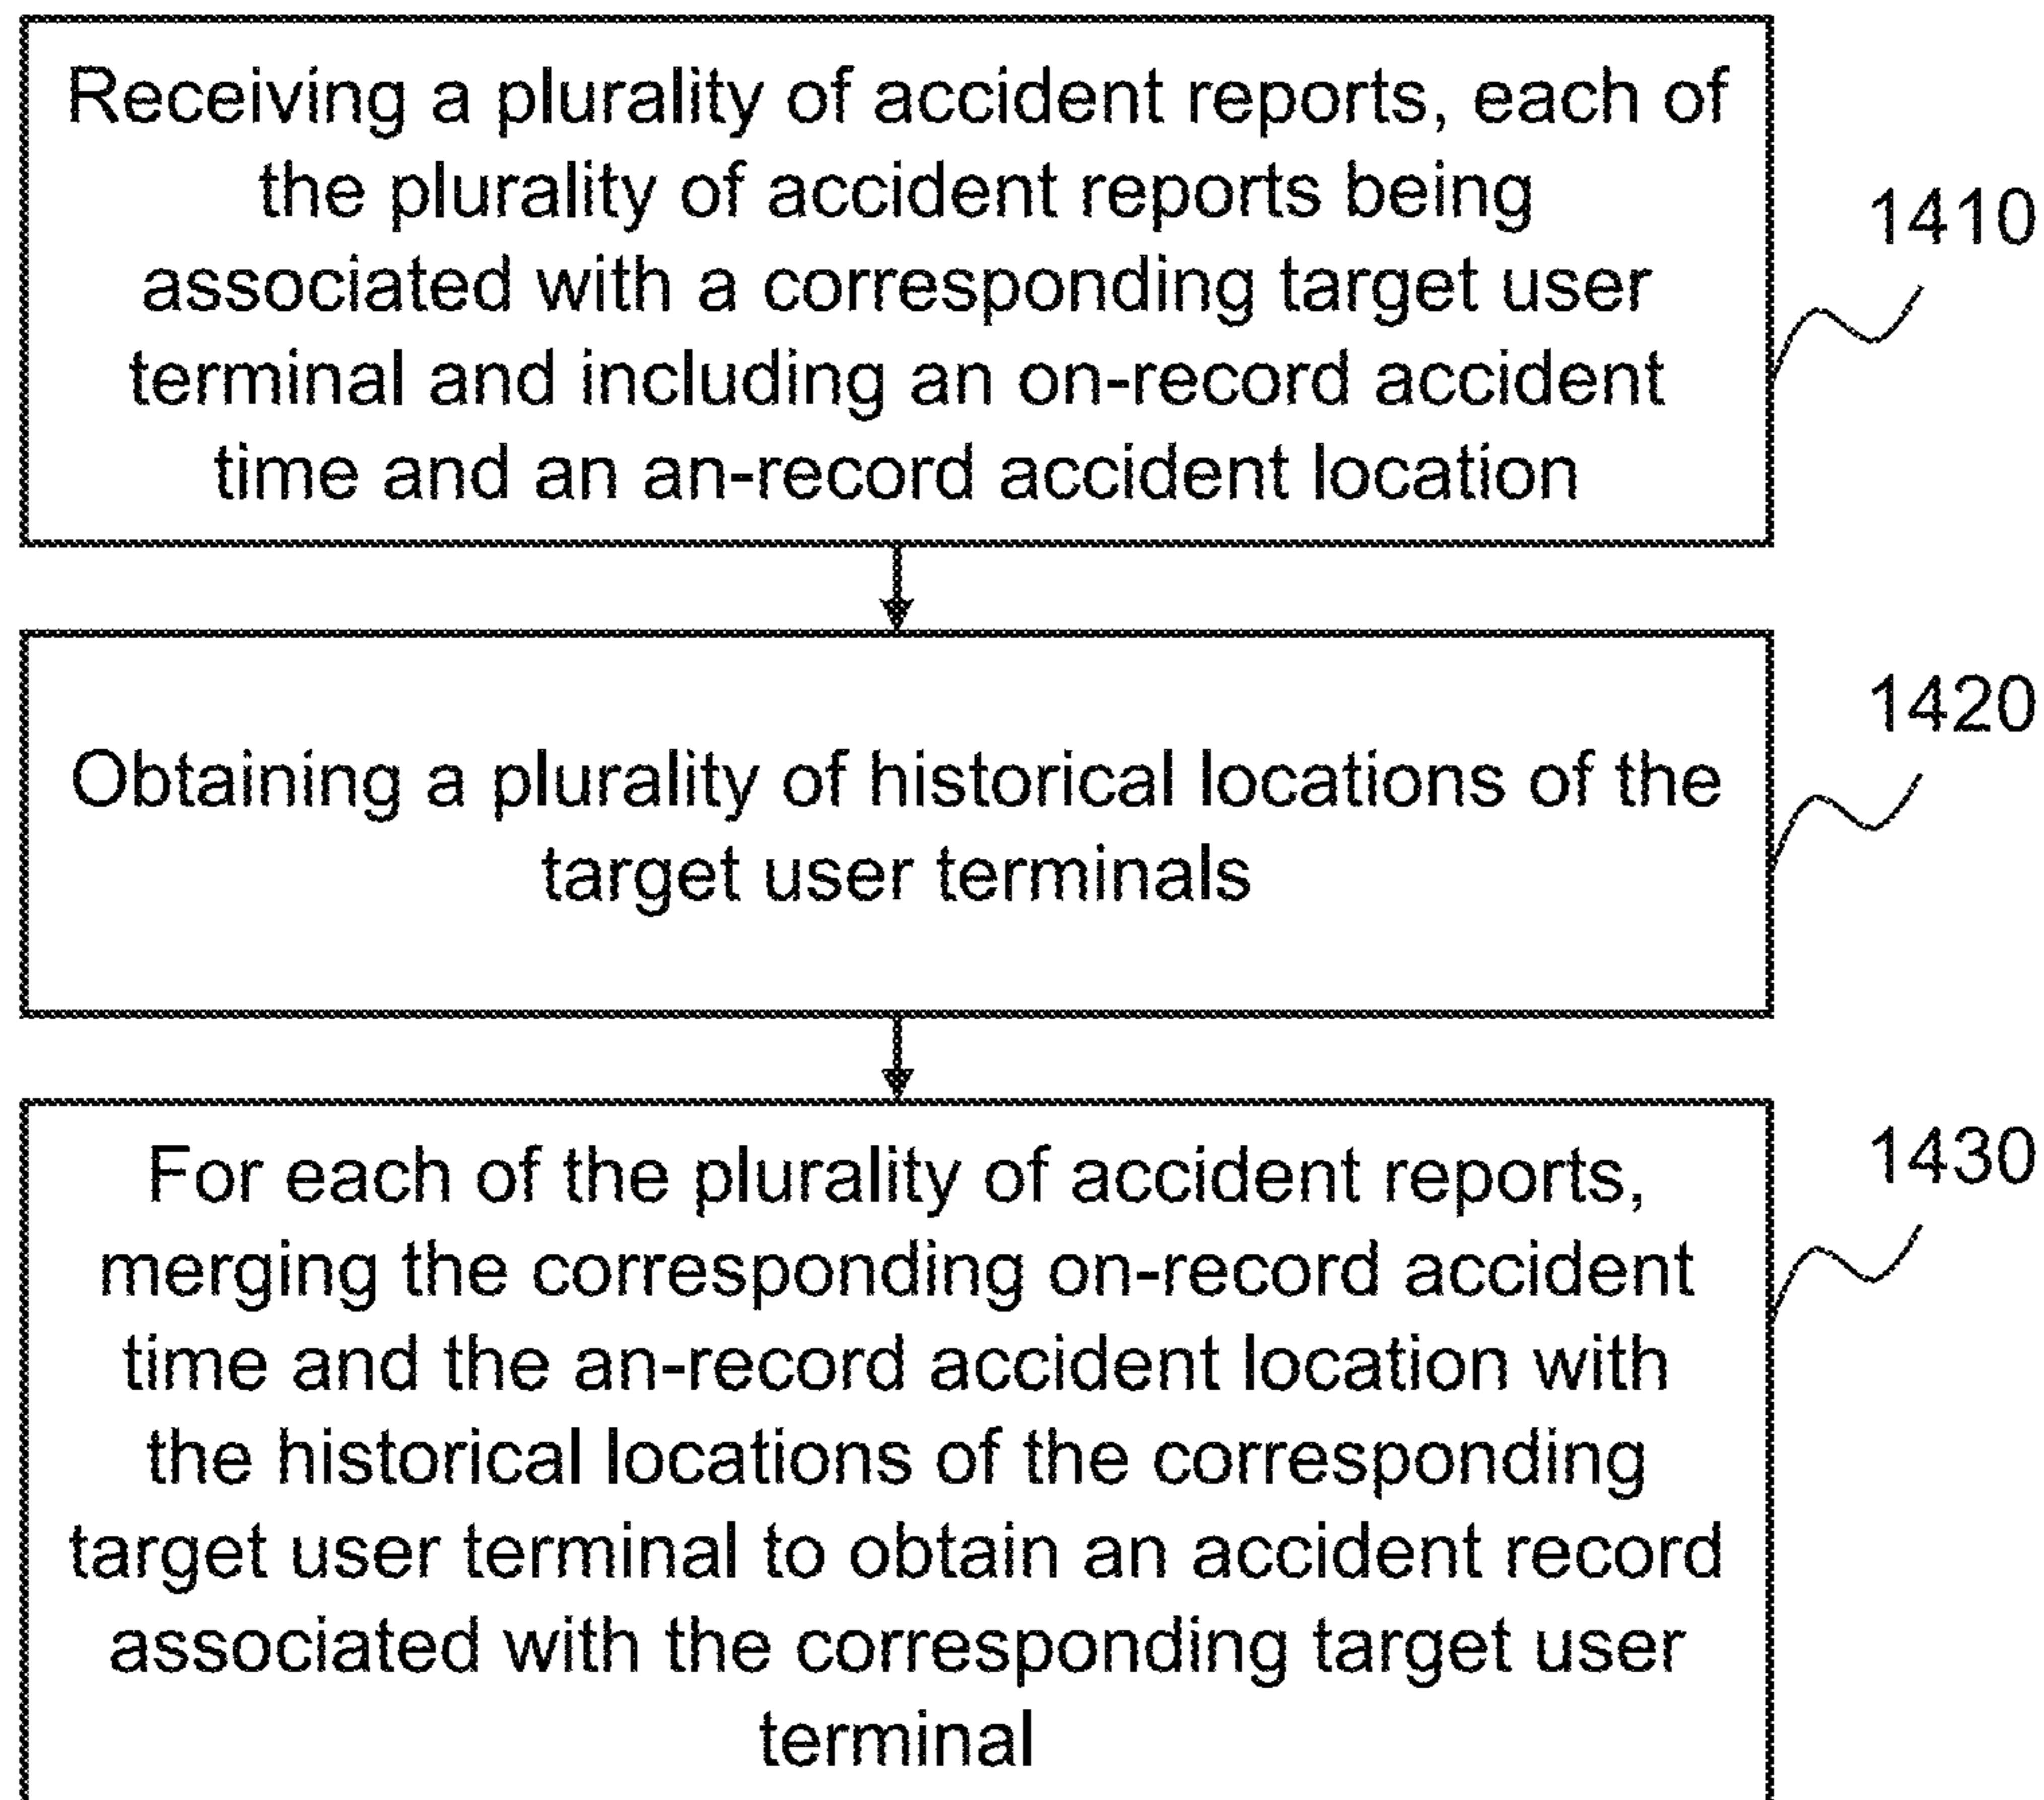 Receiving a plurality of accident reports, each of
the plurality of accident reports being
associated with a corresponding target user
terminal and including an on-record accident
time and an an-record accident location
1410
Obtaining a plurality of historical locations of the
target user terminals
1420
For each of the plurality of accident reports,
merging the corresponding on-record accident
time and the an-record accident location with
the historical locations of the corresponding
target user terminal to obtain an accident record
associated with the corresponding target user
terminal
1430